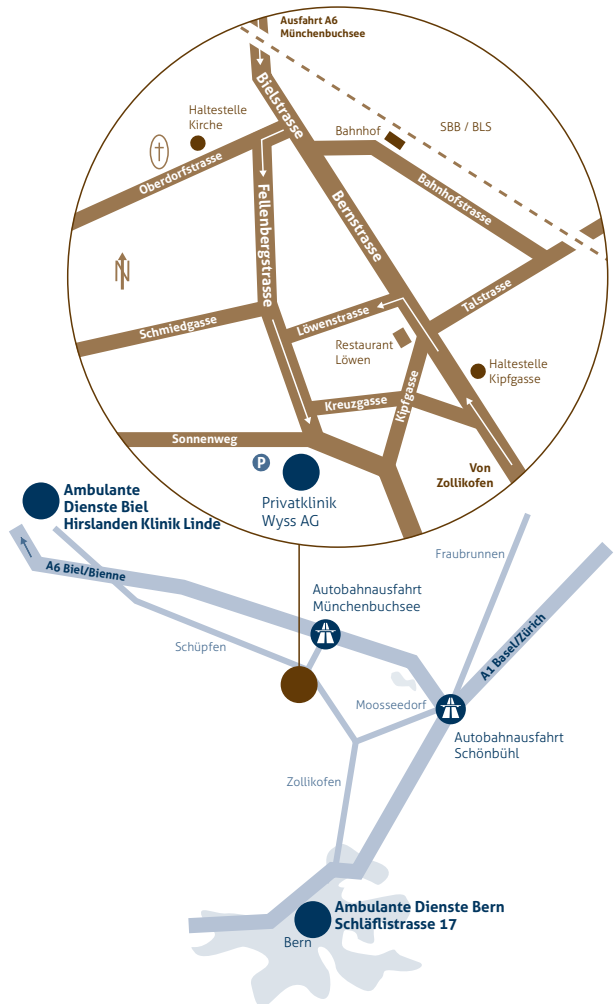 Ausfahrt A6
Münchenbuchsee
Bielstrasse
Haltestelle
Kirche
Bahnhof
SBB / BLS
Oberdorfstrasse
Bahnhofstrasse
Fellenbergstrasse
Bernstrasse
N
Talstrasse
Löwenstrasse
Schmiedgasse
Restaurant
Löwen
Haltestelle
Kipfgasse
Kipfgasse
Kreuzgasse
Sonnenweg
P
Von
Zollikofen
Privatklinik
Wyss AG
Ambulante
Dienste Biel
Hirslanden Klinik Linde
A6 Biel/Bienne
Fraubrunnen
Autobahnausfahrt
Münchenbuchsee
Schüpfen
A1 Basel/Zürich
Moosseedorf
Autobahnausfahrt
Schönbühl
Zollikofen
Ambulante Dienste Bern
Schläflistrasse 17
Bern